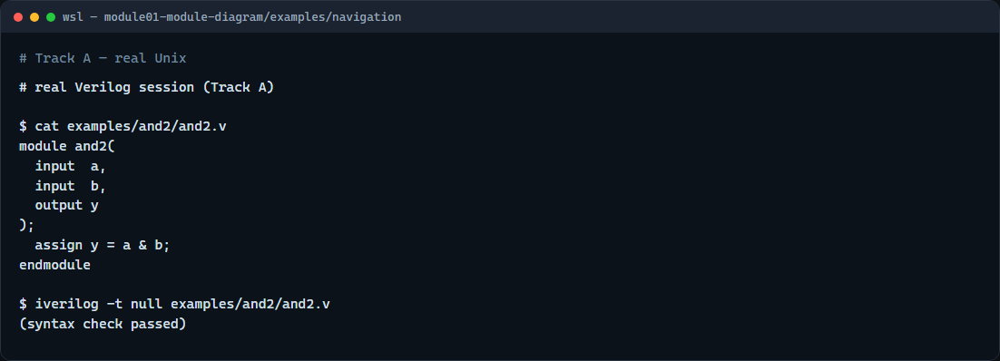 wsl — module01-module-diagram/examples/navigation
# Track A — real Unix
# real Verilog session (Track A)
$ cat examples/and2/and2.v
module and2(
  input  a,
  input  b,
  output y
);
  assign y = a & b;
endmodule
$ iverilog -t null examples/and2/and2.v
(syntax check passed)